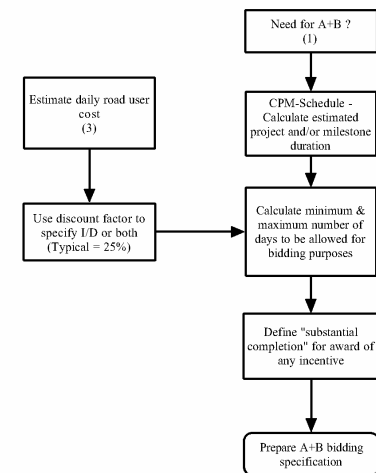 Need for A+B ?
(1)
Estimate daily road user
cost
(3)
CPM-Schedule -
Calculate estimated
project and/or milestone
duration
Use discount factor to
specify I/D or both
(Typical = 25%)
Calculate minimum &
maximum number of
days to be allowed for
bidding purposes
Define "substantial
completion" for award of
any incentive
Prepare A+B bidding
specification